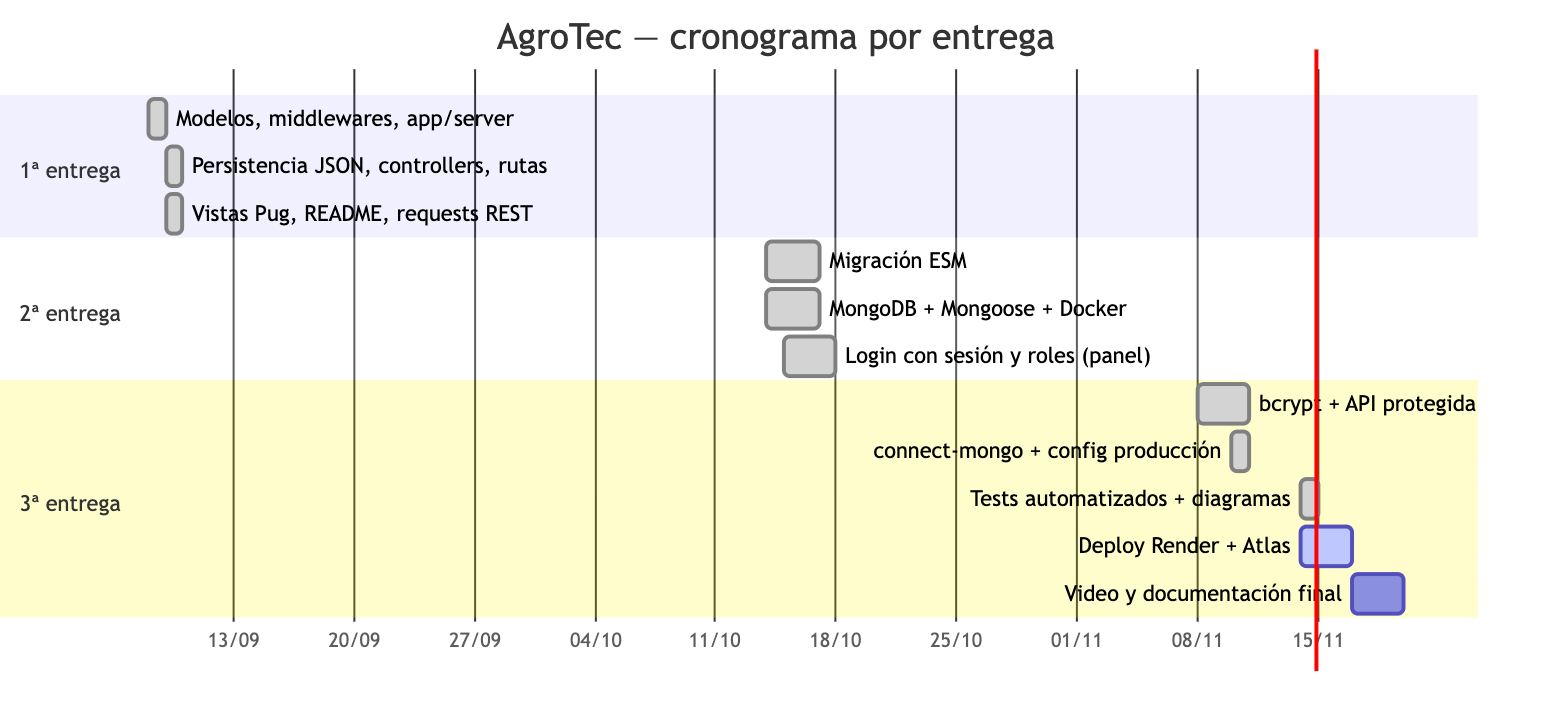 AgroTec — cronograma por entrega
1ª entrega
Modelos, middlewares, app/server
Persistencia JSON, controllers, rutas
Vistas Pug, README, requests REST
2ª entrega
Migración ESM
MongoDB + Mongoose + Docker
Login con sesión y roles (panel)
3ª entrega
bcrypt + API protegida
connect-mongo + config producción
Tests automatizados + diagramas
Deploy Render + Atlas
Video y documentación final
13/09 20/09 27/09 04/10 11/10 18/10 25/10 01/11 08/11 15/11